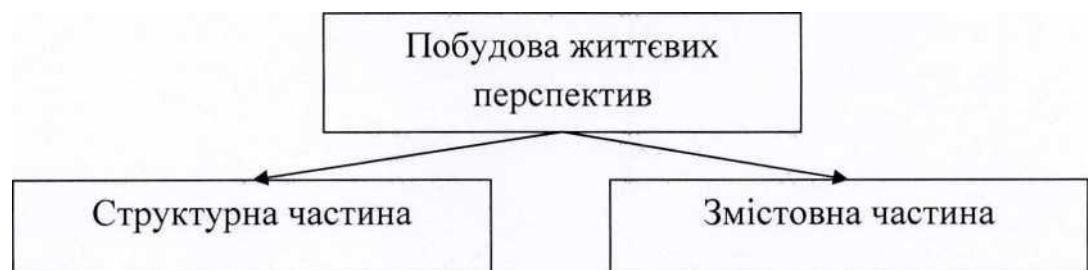 Побудова життєвих
перспектив
Структурна частина
Змістовна частина